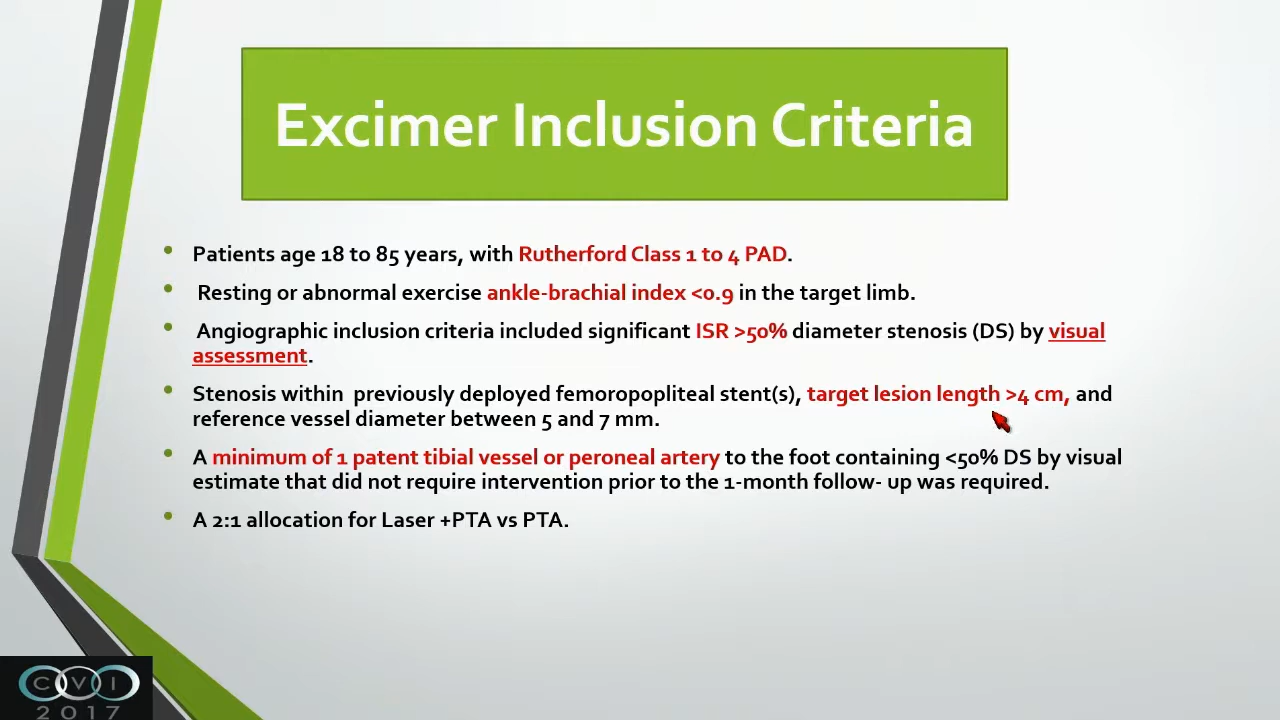 Excimer Inclusion Criteria
• Patients age 18 to 85 years, with Rutherford Class 1 to 4 PAD.
• Resting or abnormal exercise ankle-brachial index <0.9 in the target limb.
• Angiographic inclusion criteria included significant ISR >50% diameter stenosis (DS) by visual
assessment.
• Stenosis within previously deployed femoropopliteal stent(s), target lesion length >4 cm, and
reference vessel diameter between 5 and 7 mm.
• A minimum of 1 patent tibial vessel or peroneal artery to the foot containing <50% DS by visual
estimate that did not require intervention prior to the 1-month follow- up was required.
• A 2:1 allocation for Laser +PTA vs PTA.
CVI
2017